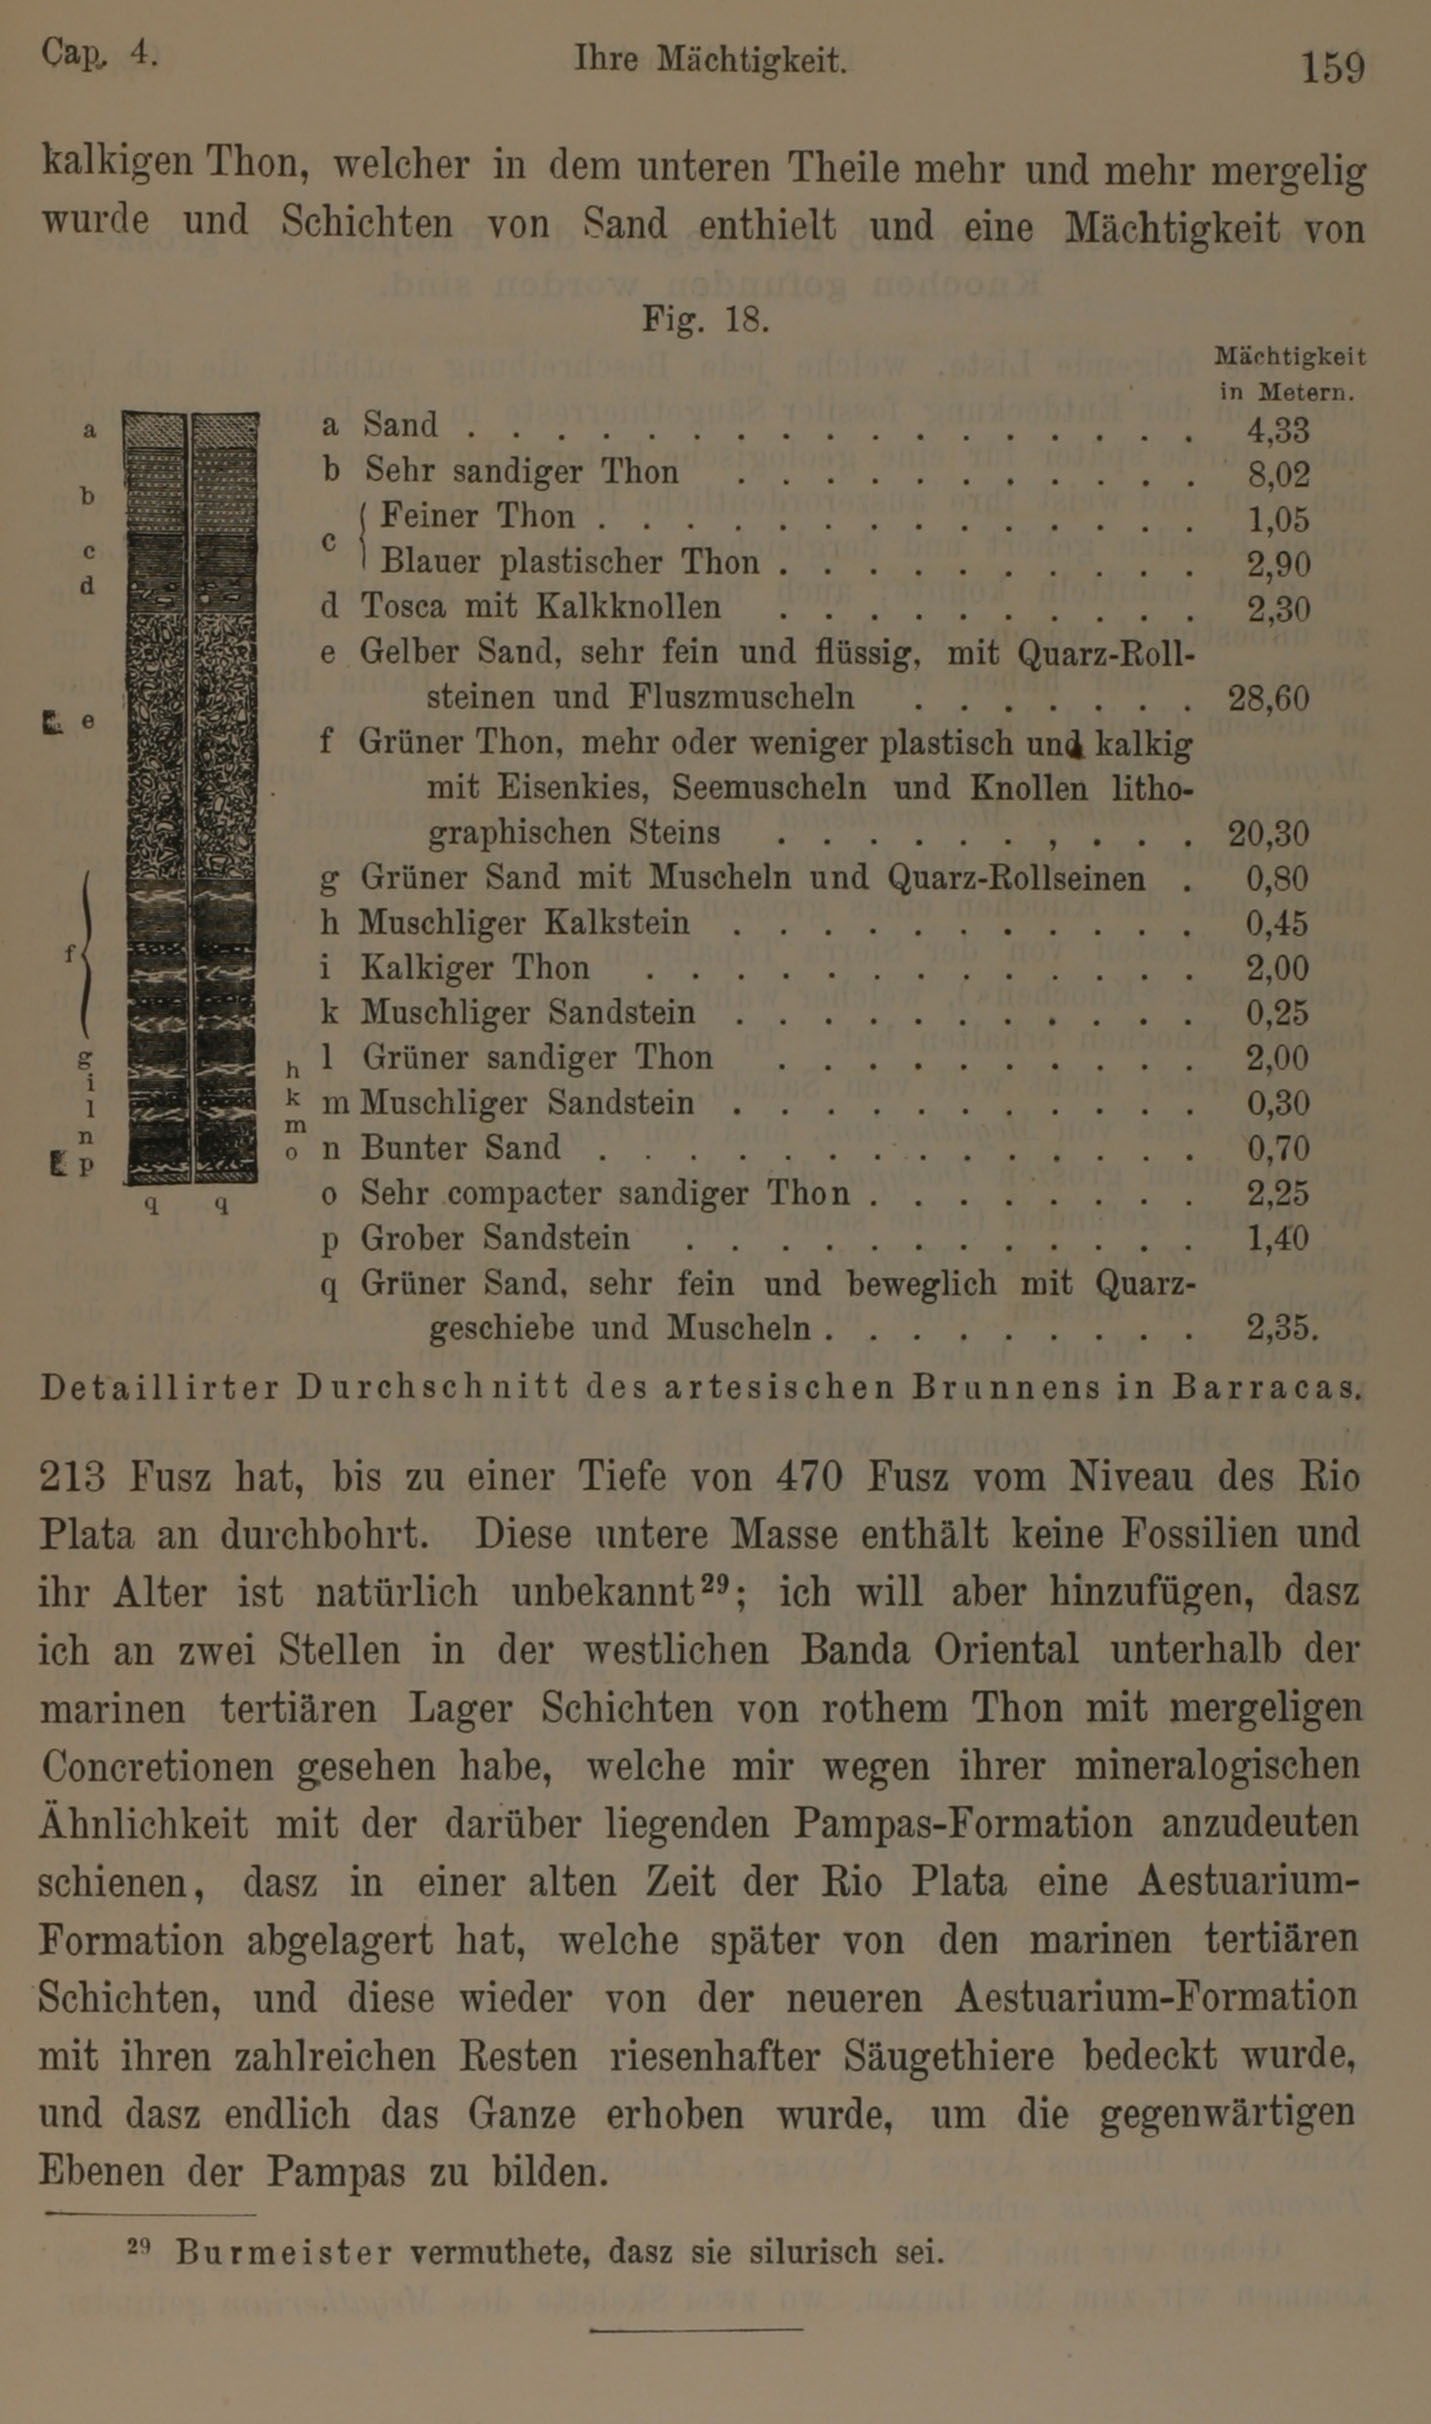 Cap. 4. Ihre Mächtigkeit. 159
kalkigen Thon, welcher in dem unteren Theile mehr und mehr mergelig
wurde und Schichten von Sand enthielt und eine Mächtigkeit von
Fig. 18.
Mächtigkeit
in Metern.
a Sand . . . . . . . . . . . . . . . . . 4,33
b Sehr sandiger Thon . . . . . . . . . . . 8,02
c { Feiner Thon . . . . . . . . . . . . . . 1,05
Blauer plastischer Thon . . . . . . . . . . 2,90
d Tosca mit Kalkknollen . . . . . . . . . . 2,30
e Gelber Sand, sehr fein und flüssig, mit Quarz-Roll-
steinen und Fluszmuscheln . . . . . . . 28,60
f Grüner Thon, mehr oder weniger plastisch und kalkig
mit Eisenkies, Seemuscheln und Knollen litho-
graphischen Steins . . . . . . , . . . 20,30
g Grüner Sand mit Muscheln und Quarz-Rollseinen . 0,80
h Muschliger Kalkstein . . . . . . . . . . . 0,45
i Kalkiger Thon . . . . . . . . . . . . . 2,00
k Muschliger Sandstein . . . . . . . . . . . 0,25
l Grüner sandiger Thon . . . . . . . . . . 2,00
m Muschliger Sandstein . . . . . . . . . . . 0,30
n Bunter Sand . . . . . . . . . . . . . . 0,70
o Sehr compacter sandiger Thon . . . . . . . . 2,25
p Grober Sandstein . . . . . . . . . . . . 1,40
q Grüner Sand, sehr fein und beweglich mit Quarz-
geschiebe und Muscheln . . . . . . . . . 2,35.
a
b
c
d
e
f
g
i
l
n
p
h
k
m
o
q q
Detaillirter Durchschnitt des artesischen Brunnens in Barracas.
213 Fusz hat, bis zu einer Tiefe von 470 Fusz vom Niveau des Rio
Plata an durchbohrt. Diese untere Masse enthält keine Fossilien und
ihr Alter ist natürlich unbekannt²⁹; ich will aber hinzufügen, dasz
ich an zwei Stellen in der westlichen Banda Oriental unterhalb der
marinen tertiären Lager Schichten von rothem Thon mit mergeligen
Concretionen gesehen habe, welche mir wegen ihrer mineralogischen
Ähnlichkeit mit der darüber liegenden Pampas-Formation anzudeuten
schienen, dasz in einer alten Zeit der Rio Plata eine Aestuarium-
Formation abgelagert hat, welche später von den marinen tertiären
Schichten, und diese wieder von der neueren Aestuarium-Formation
mit ihren zahlreichen Resten riesenhafter Säugethiere bedeckt wurde,
und dasz endlich das Ganze erhoben wurde, um die gegenwärtigen
Ebenen der Pampas zu bilden.
²⁹ Burmeister vermuthete, dasz sie silurisch sei.